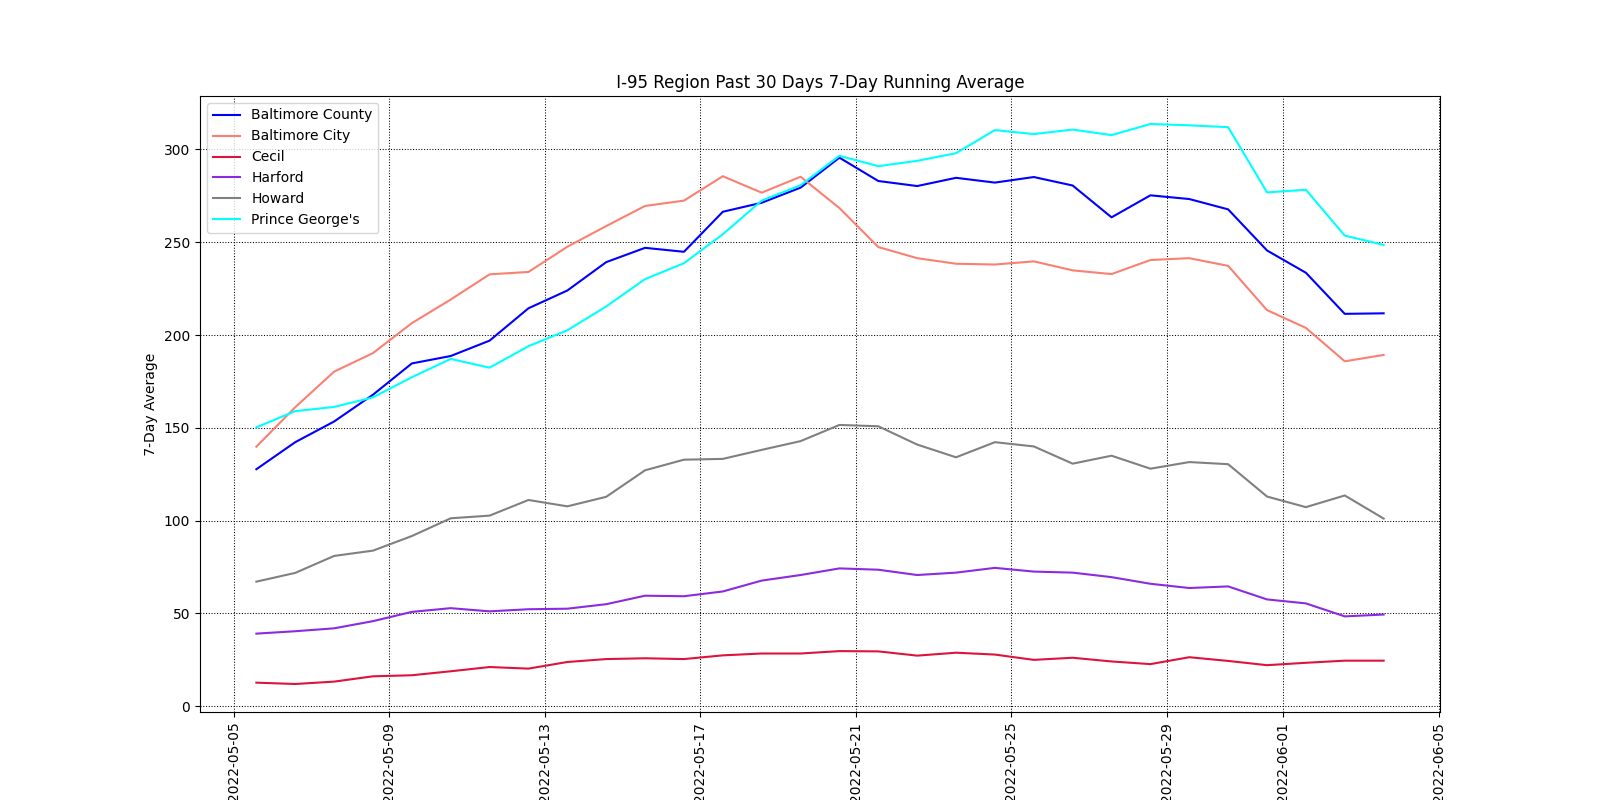 I-95 Region Past 30 Days 7-Day Running Average
Baltimore County
Baltimore City
Cecil
Harford
Howard
Prince George's
7-Day Average
300
250
200
150
100
50
0
2022-05-05
2022-05-09
2022-05-13
2022-05-17
2022-05-21
2022-05-25
2022-05-29
2022-06-01
2022-06-05